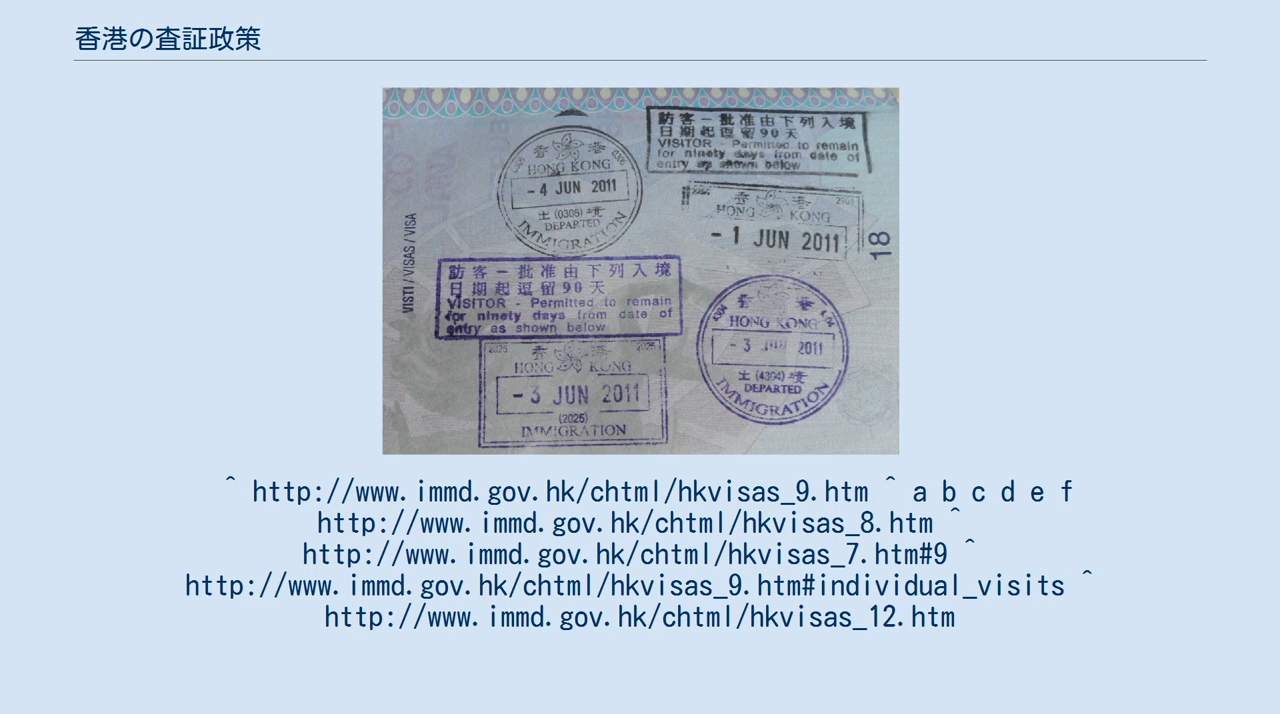 香港の査証政策
香港
HONG KONG
- 4 JUN 2011
(0306)
DEPARTED
IMMIGRATION
訪客－批准由下列入境
日期起逗留90天
VISITOR - Permitted to remain
for ninety days from date of
entry as shown below
香港
HONG KONG
- 1 JUN 2011
18
VISTI / VISAS / VISA
訪客－批准由下列入境
日期起逗留90天
VISITOR - Permitted to remain
for ninety days from date of
entry as shown below
2025 香港 2025
HONG KONG
- 3 JUN 2011
(2025)
IMMIGRATION
香港
HONG KONG
- 3 JUN 2011
(4394)
DEPARTED
IMMIGRATION
^ http://www.immd.gov.hk/chtml/hkvisas_9.htm ^ a b c d e f
http://www.immd.gov.hk/chtml/hkvisas_8.htm ^
http://www.immd.gov.hk/chtml/hkvisas_7.htm#9 ^
http://www.immd.gov.hk/chtml/hkvisas_9.htm#individual_visits ^
http://www.immd.gov.hk/chtml/hkvisas_12.htm